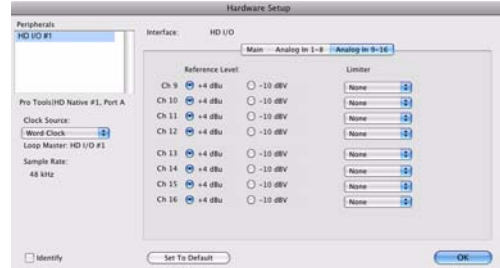 Hardware Setup
Peripherals
HD I/O #1
Pro Tools|HD Native #1, Port A
Clock Source:
Word Clock
Loop Master: HD I/O #1
Sample Rate:
48 kHz
Identify
Interface: HD I/O
Main Analog In 1-8 Analog In 9-16
Reference Level: Limiter
Ch 9 +4 dBu -10 dBV None
Ch 10 +4 dBu -10 dBV None
Ch 11 +4 dBu -10 dBV None
Ch 12 +4 dBu -10 dBV None
Ch 13 +4 dBu -10 dBV None
Ch 14 +4 dBu -10 dBV None
Ch 15 +4 dBu -10 dBV None
Ch 16 +4 dBu -10 dBV None
Set To Default OK